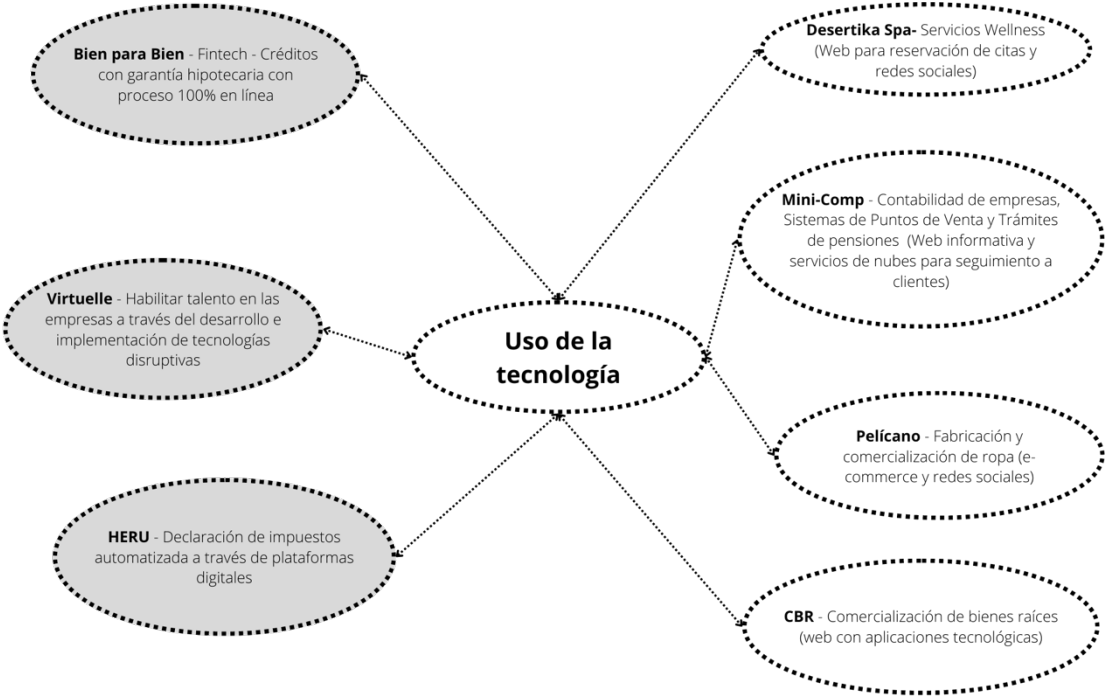 Bien para Bien - Fintech - Créditos
con garantía hipotecaria con
proceso 100% en línea
Desertika Spa- Servicios Wellness
(Web para reservación de citas y
redes sociales)
Mini-Comp - Contabilidad de empresas,
Sistemas de Puntos de Venta y Trámites
de pensiones (Web informativa y
servicios de nubes para seguimiento a
clientes)
Virtuelle - Habilitar talento en las
empresas a través del desarrollo e
implementación de tecnologías
disruptivas
Uso de la
tecnología
Pelícano - Fabricación y
comercialización de ropa (e-
commerce y redes sociales)
HERU - Declaración de impuestos
automatizada a través de plataformas
digitales
CBR - Comercialización de bienes raíces
(web con aplicaciones tecnológicas)